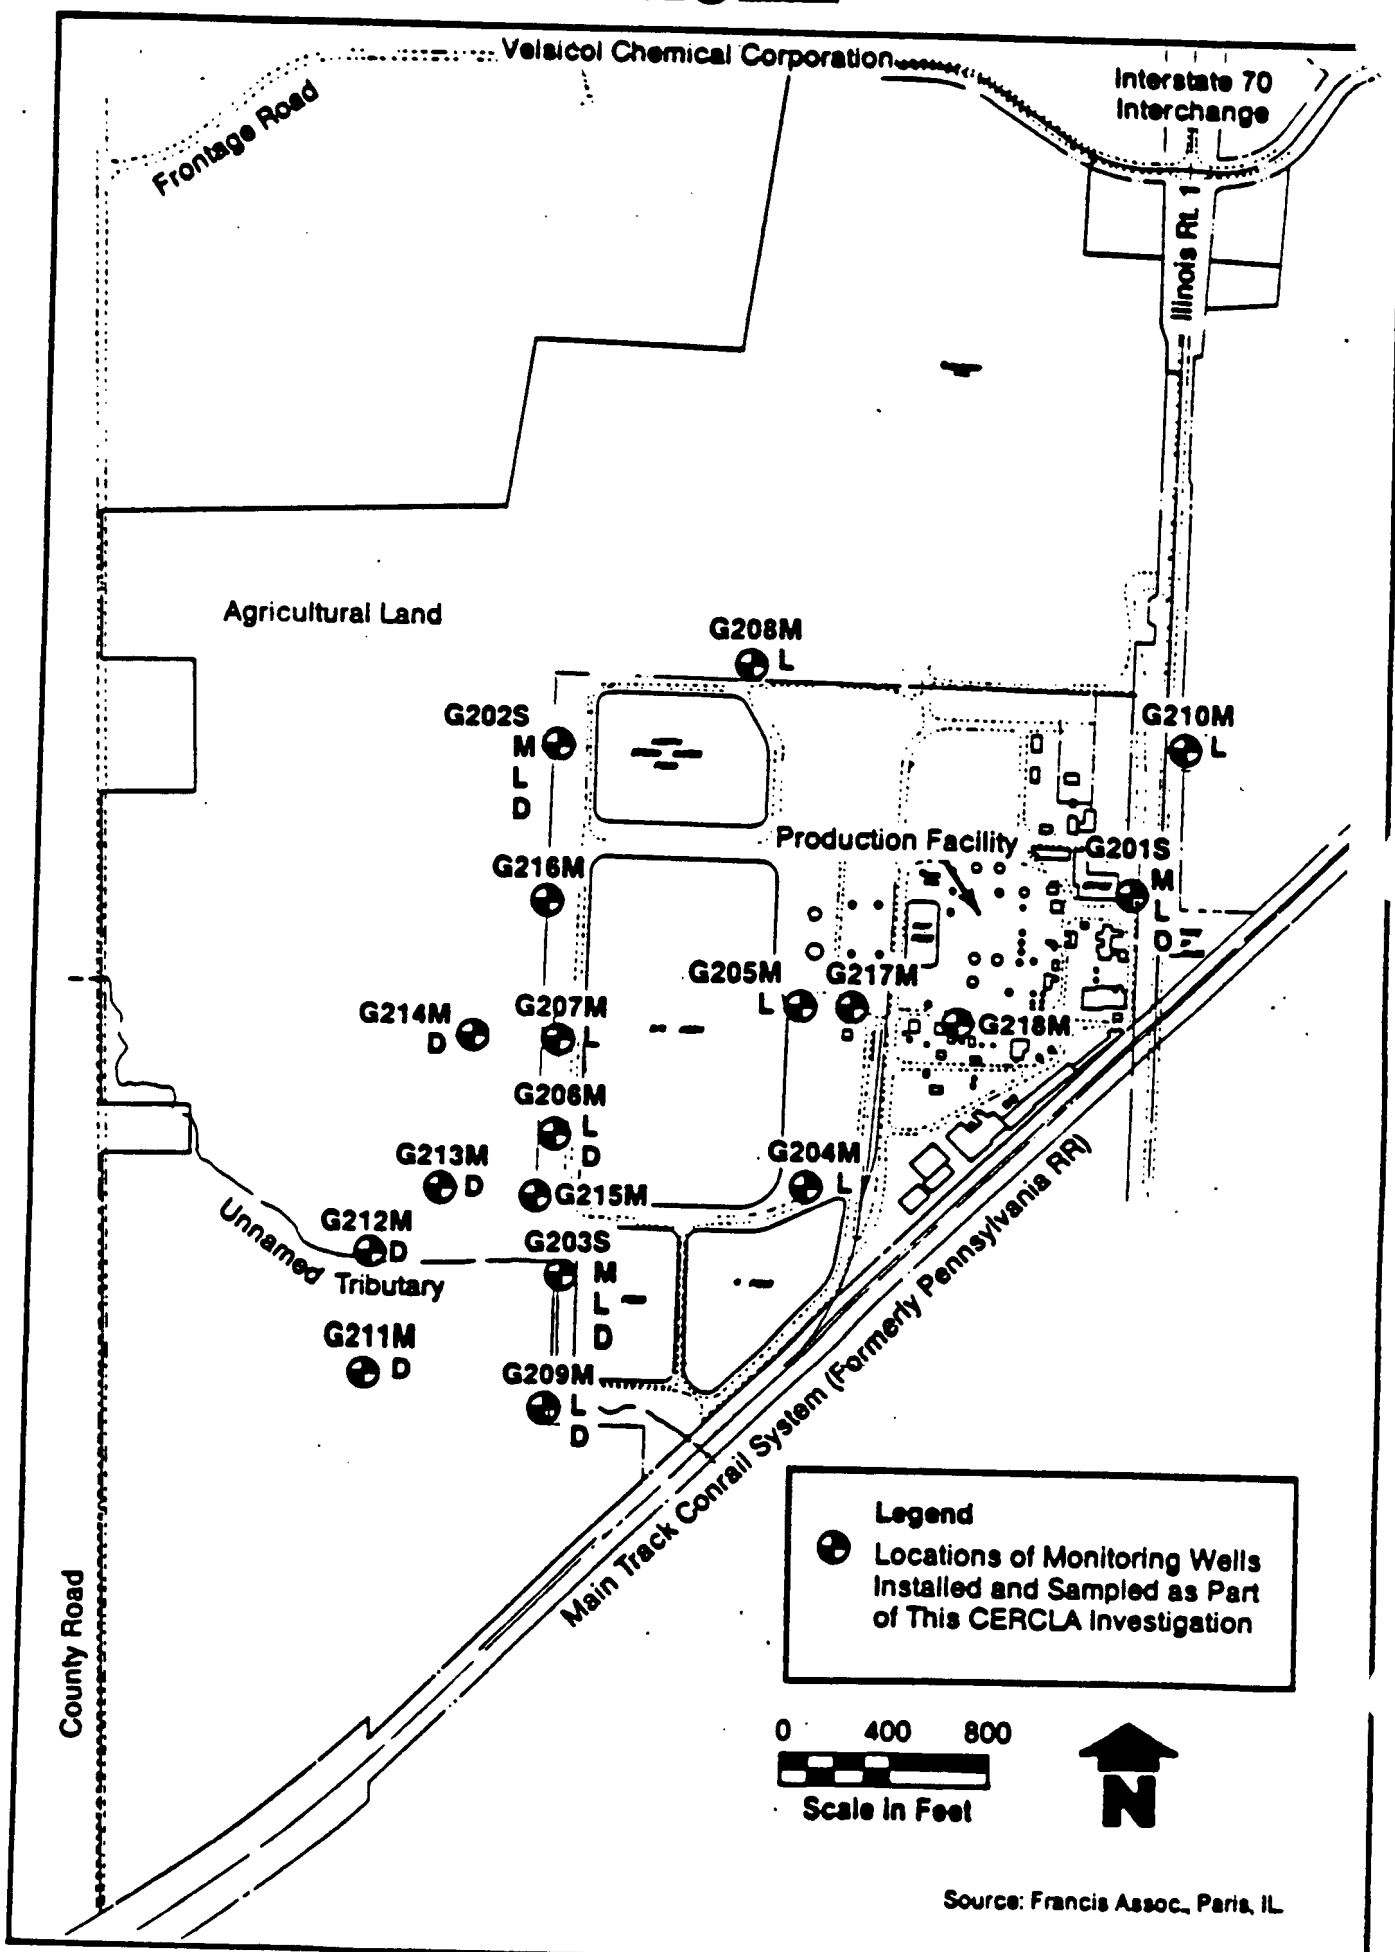 Velsicol Chemical Corporation
Interstate 70
Interchange
Frontage Road
Illinois Rt. 1
Agricultural Land
G208M
L
G202S
M
L
D
G210M
L
Production Facility
G216M
G201S
M
L
D
G205M
L
G217M
G214M
D
G207M
L
G218M
G206M
L
D
G213M
D
G204M
L
G215M
Unnamed Tributary
G212M
D
G203S
M
L
D
G211M
D
G209M
L
D
Main Track Conrail System (Formerly Pennsylvania RR)
County Road
Legend
Locations of Monitoring Wells
Installed and Sampled as Part
of This CERCLA Investigation
0 400 800
Scale in Feet
N
Source: Francis Assoc., Paris, IL